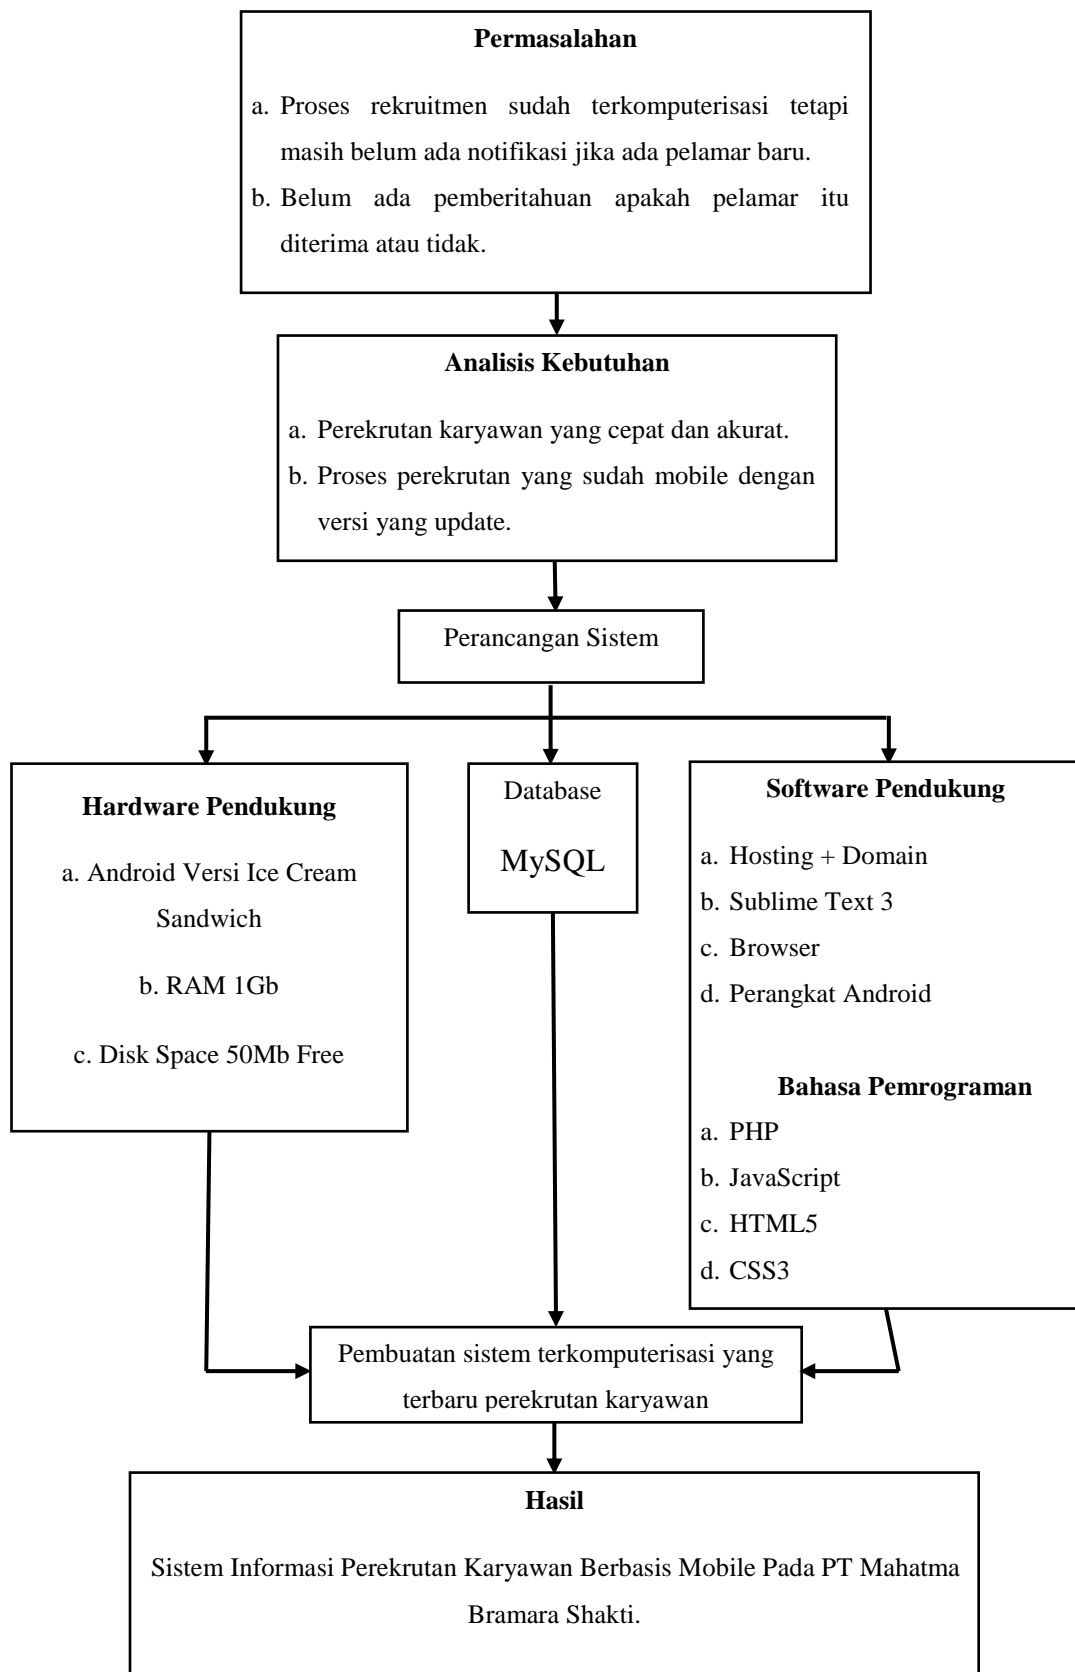 Permasalahan
a. Proses rekruitmen sudah terkomputerisasi tetapi
masih belum ada notifikasi jika ada pelamar baru.
b. Belum ada pemberitahuan apakah pelamar itu
diterima atau tidak.
Analisis Kebutuhan
a. Perekrutan karyawan yang cepat dan akurat.
b. Proses perekrutan yang sudah mobile dengan
versi yang update.
Perancangan Sistem
Hardware Pendukung
a. Android Versi Ice Cream
Sandwich
b. RAM 1Gb
c. Disk Space 50Mb Free
Database
MySQL
Software Pendukung
a. Hosting + Domain
b. Sublime Text 3
c. Browser
d. Perangkat Android
Bahasa Pemrograman
a. PHP
b. JavaScript
c. HTML5
d. CSS3
Pembuatan sistem terkomputerisasi yang
terbaru perekrutan karyawan
Hasil
Sistem Informasi Perekrutan Karyawan Berbasis Mobile Pada PT Mahatma
Bramara Shakti.